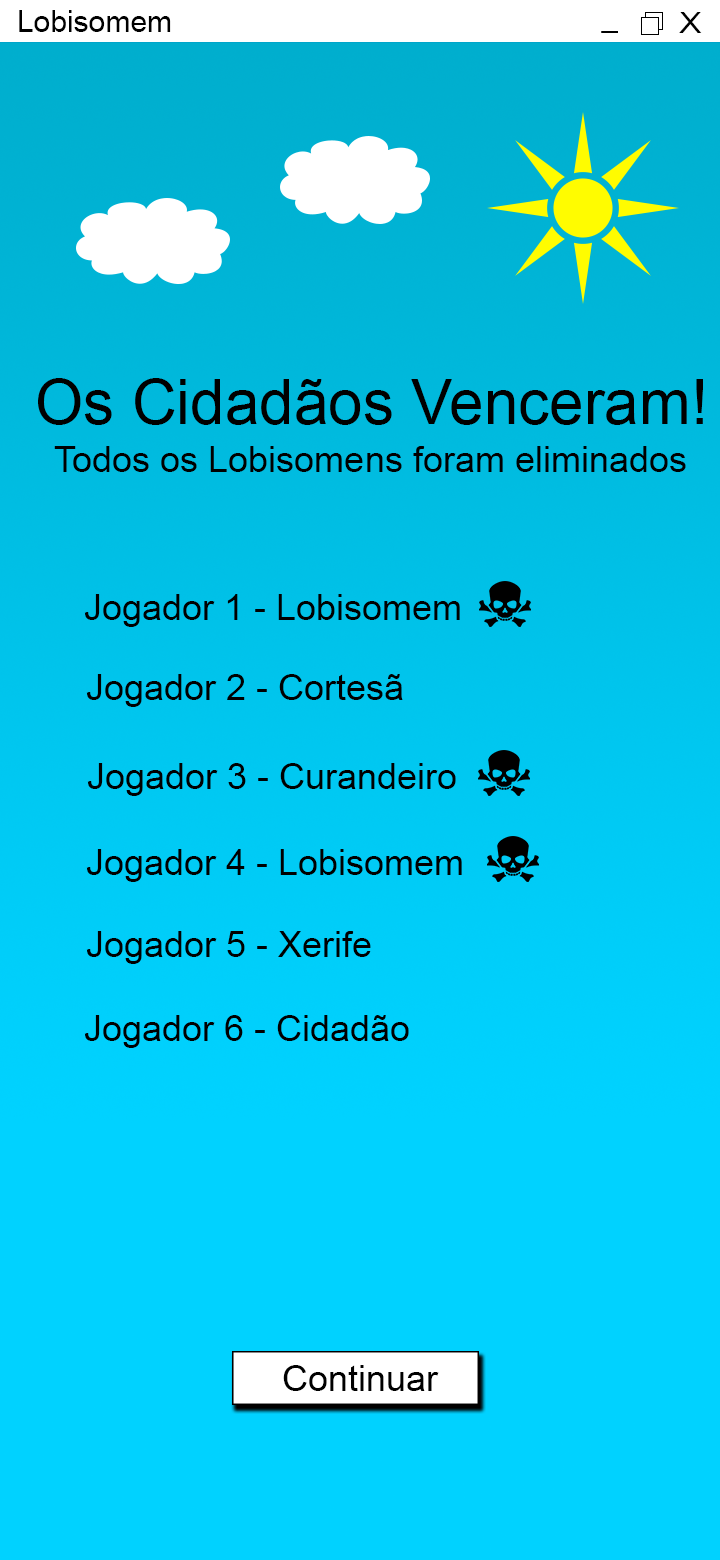 Lobisomem
Os Cidadãos Venceram!
Todos os Lobisomens foram eliminados
Jogador 1 - Lobisomem
Jogador 2 - Cortesã
Jogador 3 - Curandeiro
Jogador 4 - Lobisomem
Jogador 5 - Xerife
Jogador 6 - Cidadão
Continuar